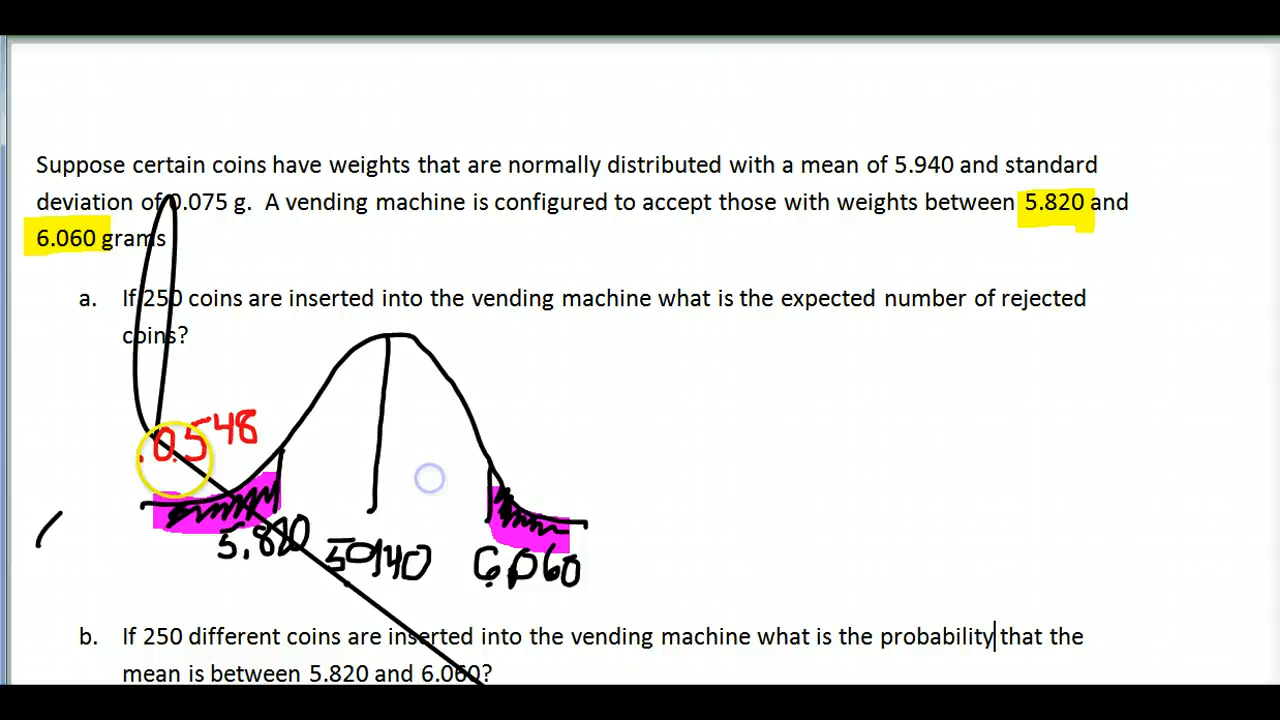 Suppose certain coins have weights that are normally distributed with a mean of 5.940 and standard
deviation of 0.075 g. A vending machine is configured to accept those with weights between 5.820 and
6.060 grams
a. If 250 coins are inserted into the vending machine what is the expected number of rejected
coins?
.0548
5.820 5.940 6.060
b. If 250 different coins are inserted into the vending machine what is the probability that the
mean is between 5.820 and 6.060?